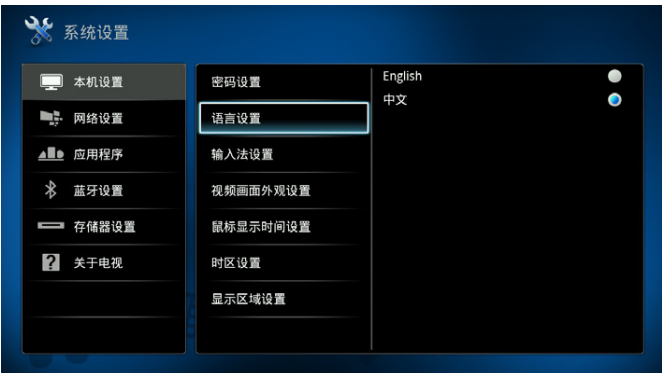 系统设置
本机设置
网络设置
应用程序
蓝牙设置
存储器设置
? 关于电视
密码设置
语言设置
输入法设置
视频画面外观设置
鼠标显示时间设置
时区设置
显示区域设置
English
中文